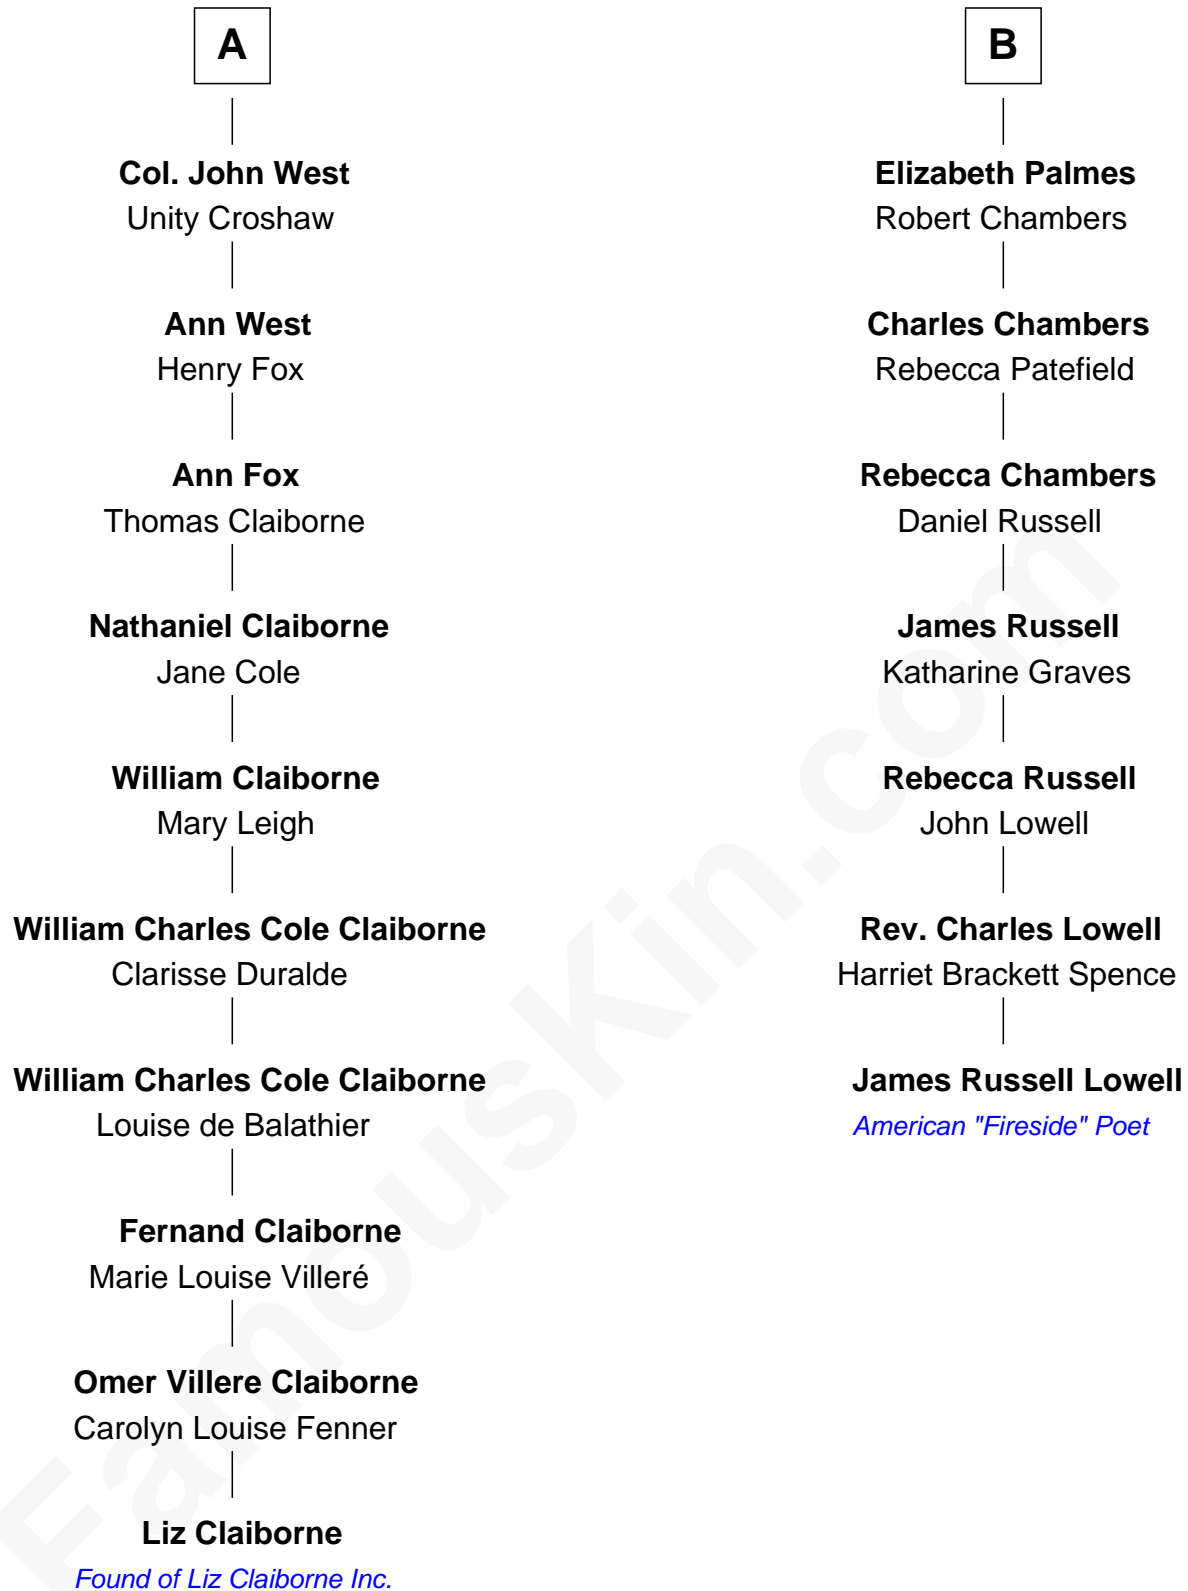 A
Col. John West
Unity Croshaw
Ann West
Henry Fox
Ann Fox
Thomas Claiborne
Nathaniel Claiborne
Jane Cole
William Claiborne
Mary Leigh
William Charles Cole Claiborne
Clarisse Duralde
William Charles Cole Claiborne
Louise de Balathier
Fernand Claiborne
Marie Louise Villeré
Omer Villere Claiborne
Carolyn Louise Fenner
Liz Claiborne
Found of Liz Claiborne Inc.
B
Elizabeth Palmes
Robert Chambers
Charles Chambers
Rebecca Patefield
Rebecca Chambers
Daniel Russell
James Russell
Katharine Graves
Rebecca Russell
John Lowell
Rev. Charles Lowell
Harriet Brackett Spence
James Russell Lowell
American "Fireside" Poet
FamousKin.com